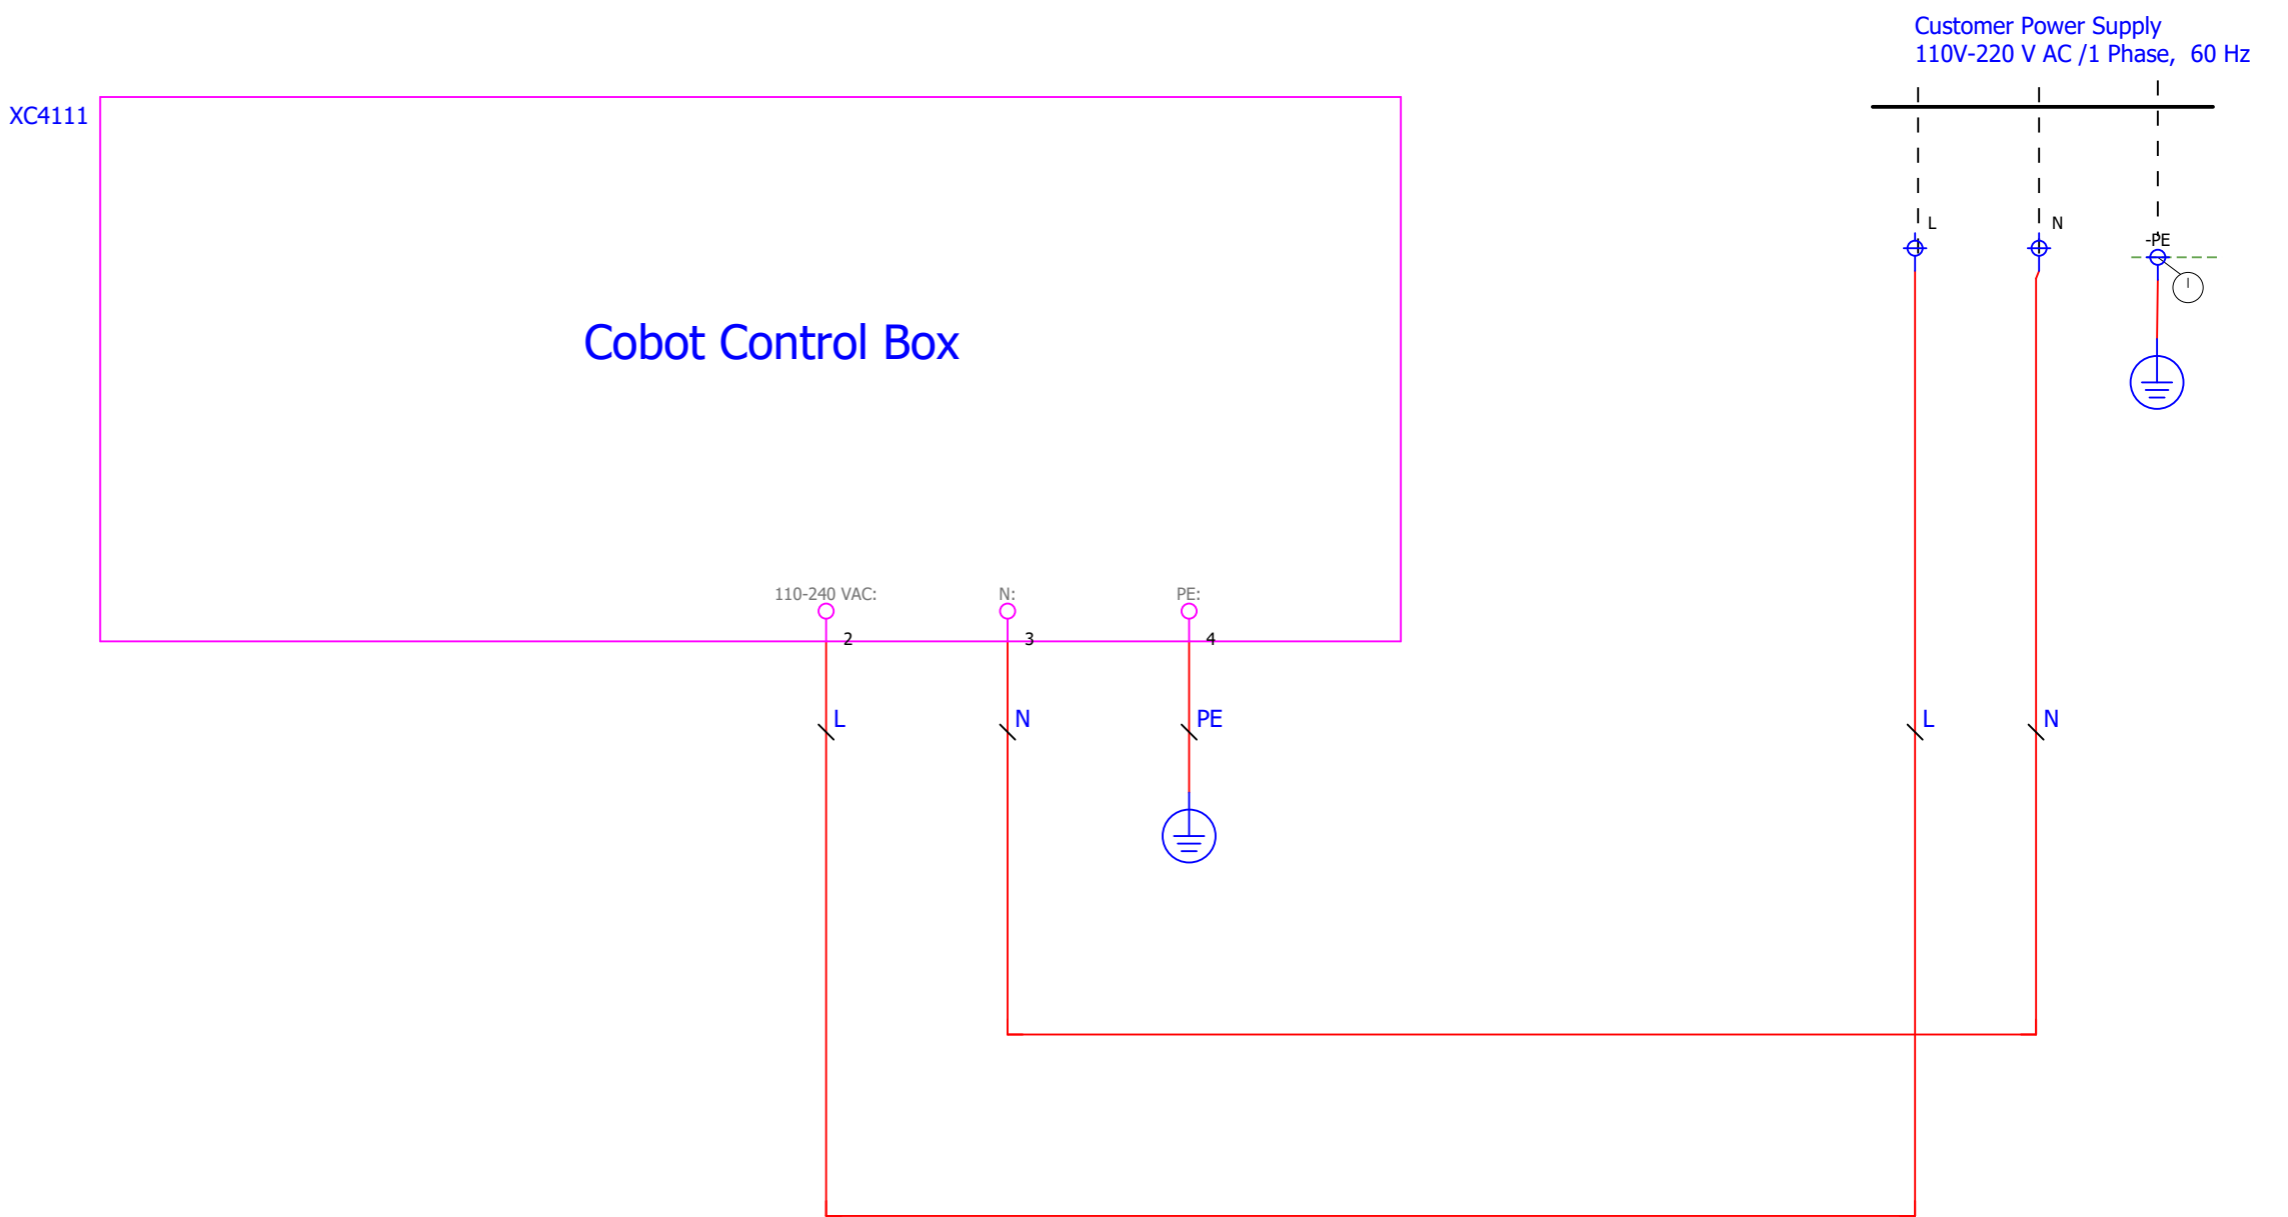 Customer Power Supply
110V-220 V AC /1 Phase,  60 Hz
XC4111
L
N
-PE
I
Cobot Control Box
110-240 VAC:
N:
PE:
2
3
4
L
N
PE
L
N